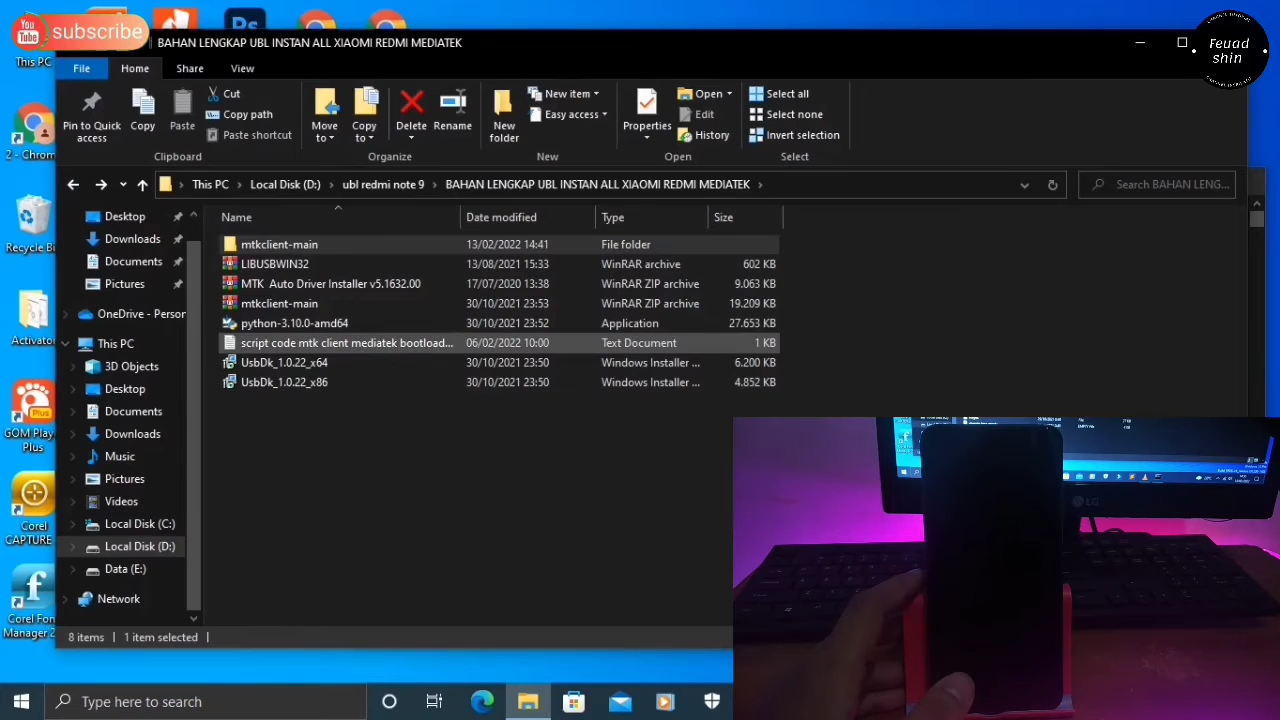 You
Tube
subscribe
BAHAN LENGKAP UBL INSTAN ALL XIAOMI REDMI MEDIATEK
Feuad
shin
This PC
2 - Chrom
Recycle Bi
Activator
GOM Play
Plus
Corel
CAPTURE
Corel Fon
Manager 2
File
Home
Share
View
Pin to Quick
access
Copy
Paste
Cut
Copy path
Paste shortcut
Clipboard
Move
to
Copy
to
Delete
Rename
Organize
New
folder
New item
Easy access
New
Properties
Open
Edit
History
Open
Select all
Select none
Invert selection
Select
This PC
Local Disk (D:)
ubl redmi note 9
BAHAN LENGKAP UBL INSTAN ALL XIAOMI REDMI MEDIATEK
Search BAHAN LENG...
Desktop
Downloads
Documents
Pictures
OneDrive - Person
This PC
3D Objects
Desktop
Documents
Downloads
Music
Pictures
Videos
Local Disk (C:)
Local Disk (D:)
Data (E:)
Network
Name Date modified Type Size
mtkclient-main 13/02/2022 14:41 File folder
LIBUSBWIN32 13/08/2021 15:33 WinRAR archive 602 KB
MTK Auto Driver Installer v5.1632.00 17/07/2020 13:38 WinRAR ZIP archive 9.063 KB
mtkclient-main 30/10/2021 23:53 WinRAR ZIP archive 19.209 KB
python-3.10.0-amd64 30/10/2021 23:52 Application 27.653 KB
script code mtk client mediatek bootload... 06/02/2022 10:00 Text Document 1 KB
UsbDk_1.0.22_x64 30/10/2021 23:50 Windows Installer ... 6.200 KB
UsbDk_1.0.22_x86 30/10/2021 23:50 Windows Installer ... 4.852 KB
8 items
1 item selected
LG
Type here to search